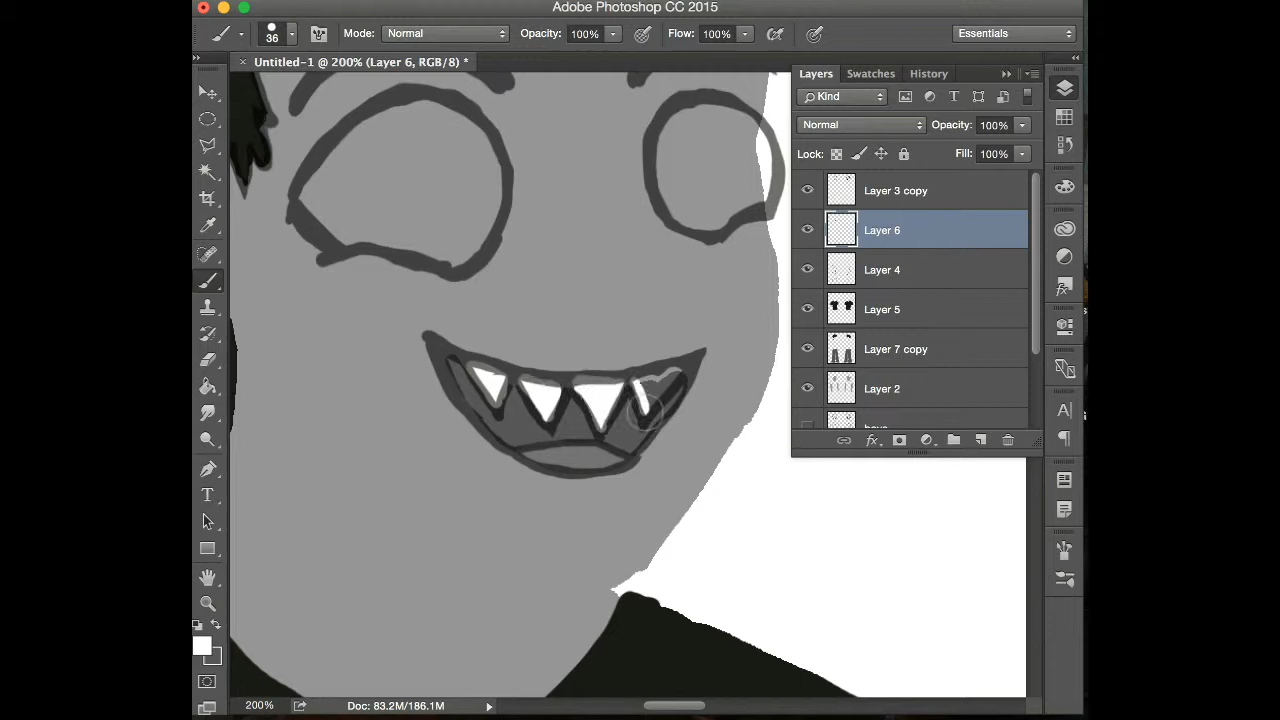 Adobe Photoshop CC 2015
36 Mode: Normal Opacity: 100% Flow: 100% Essentials
Untitled-1 @ 200% (Layer 6, RGB/8) *
Layers Swatches History
Kind
Normal Opacity: 100%
Lock: Fill: 100%
Layer 3 copy
Layer 6
Layer 4
Layer 5
Layer 7 copy
Layer 2
200% Doc: 83.2M/186.1M